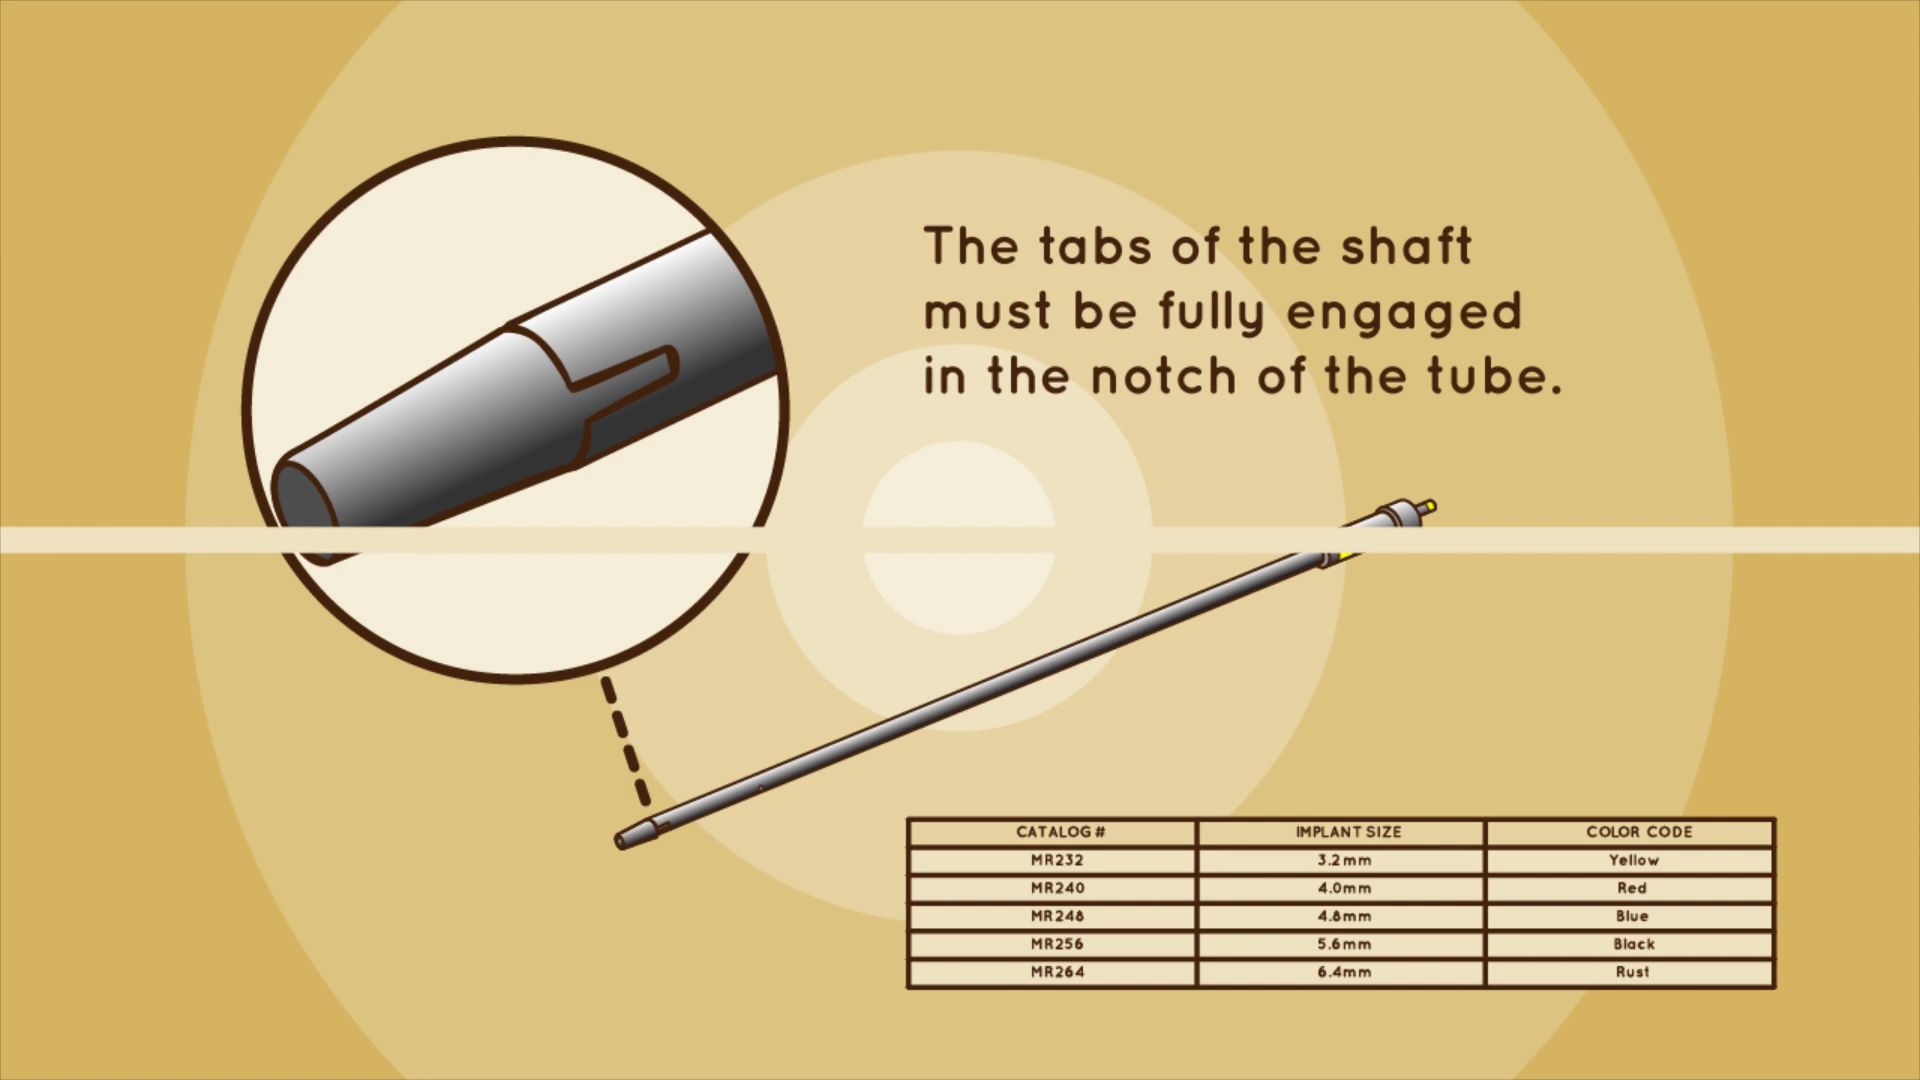 The tabs of the shaft
must be fully engaged
in the notch of the tube.
CATALOG # IMPLANT SIZE COLOR CODE
MR232 3.2mm Yellow
MR240 4.0mm Red
MR248 4.8mm Blue
MR256 5.6mm Black
MR264 6.4mm Rust